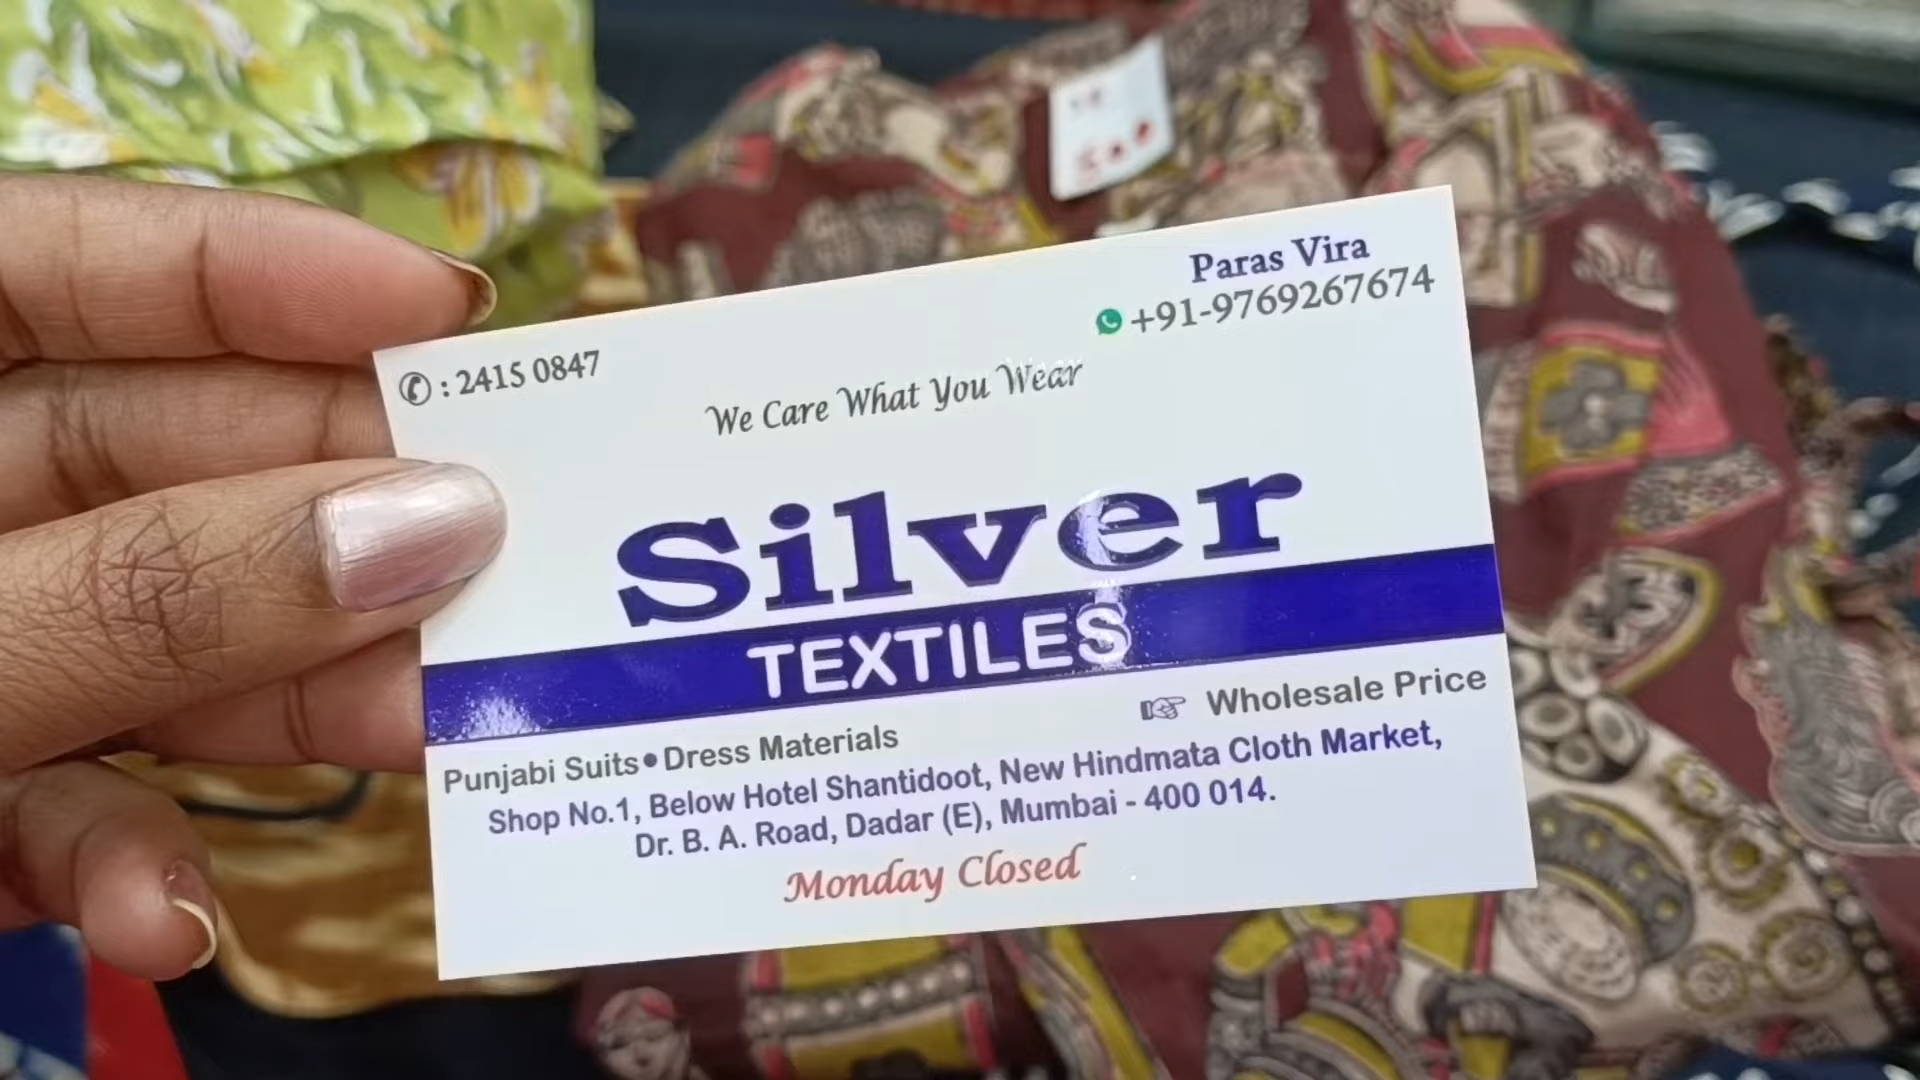 Paras Vira
+91-9769267674
: 2415 0847
We Care What You Wear
Silver
TEXTILES
Punjabi Suits•Dress Materials
☞ Wholesale Price
Shop No.1, Below Hotel Shantidoot, New Hindmata Cloth Market,
Dr. B. A. Road, Dadar (E), Mumbai - 400 014.
Monday Closed